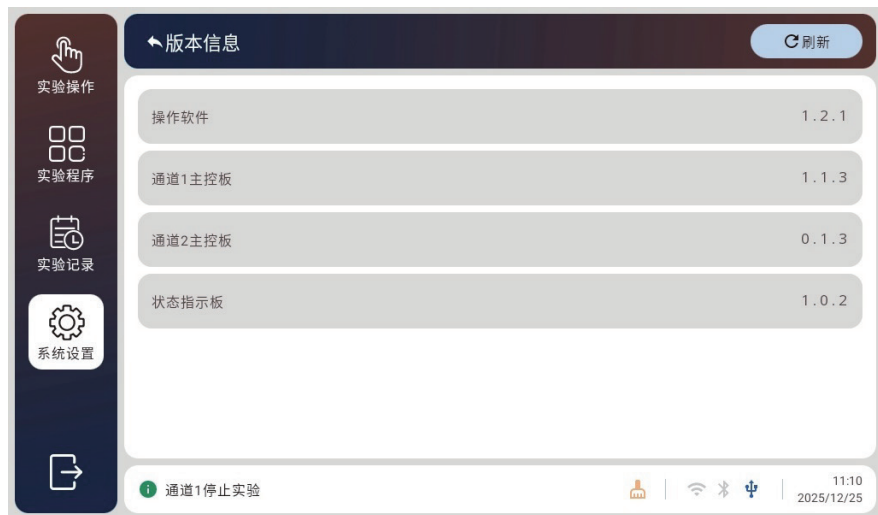 实验操作
实验程序
实验记录
系统设置
版本信息
刷新
操作软件 1.2.1
通道1主控板 1.1.3
通道2主控板 0.1.3
状态指示板 1.0.2
通道1停止实验
11:10
2025/12/25